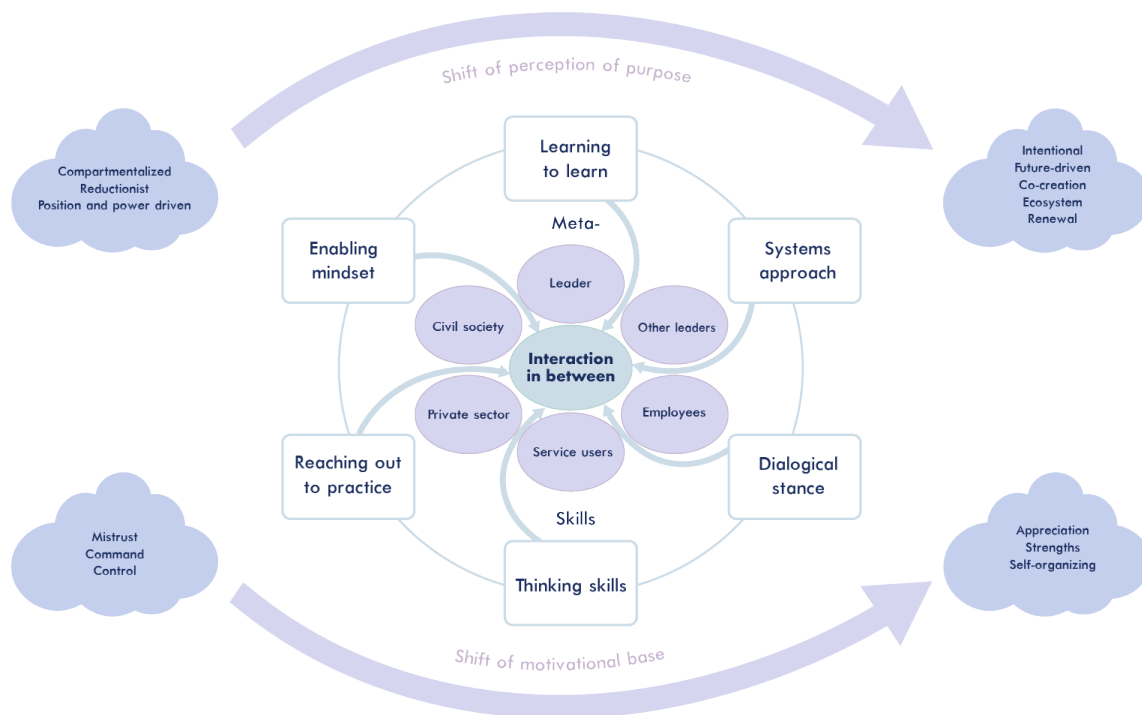 Shift of perception of purpose
Compartmentalized
Reductionist
Position and power driven
Intentional
Future-driven
Co-creation
Ecosystem
Renewal
Learning
to learn
Meta-
Enabling
mindset
Systems
approach
Leader
Civil society
Other leaders
Interaction
in between
Private sector
Employees
Service users
Reaching out
to practice
Dialogical
stance
Skills
Thinking skills
Mistrust
Command
Control
Appreciation
Strengths
Self-organizing
Shift of motivational base